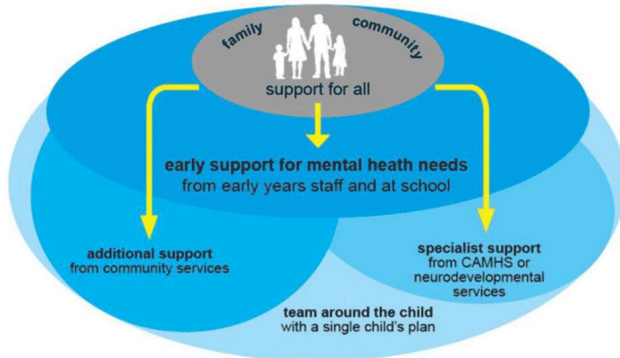 family
community
support for all
early support for mental heath needs
from early years staff and at school
additional support
from community services
specialist support
from CAMHS or
neurodevelopmental
services
team around the child
with a single child's plan